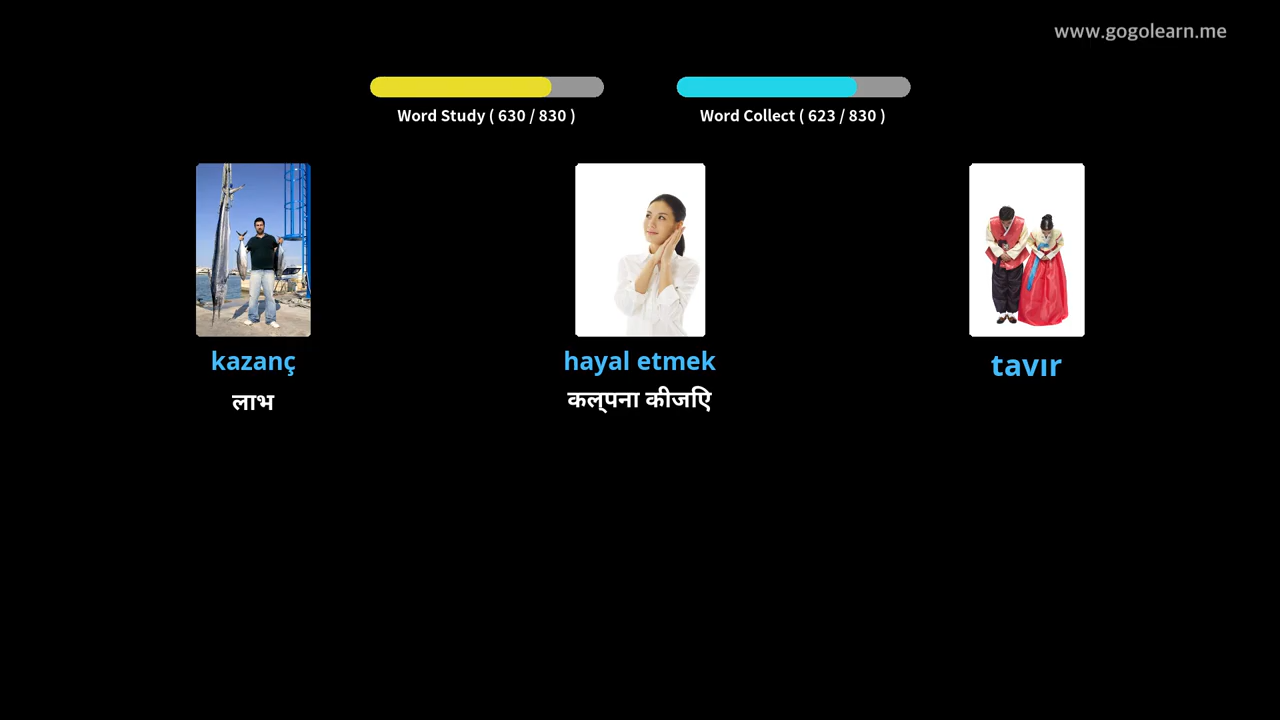 www.gogolearn.me
Word Study ( 630 / 830 )
Word Collect ( 623 / 830 )
kazanç
लाभ
hayal etmek
कल्पना कीजिए
tavır